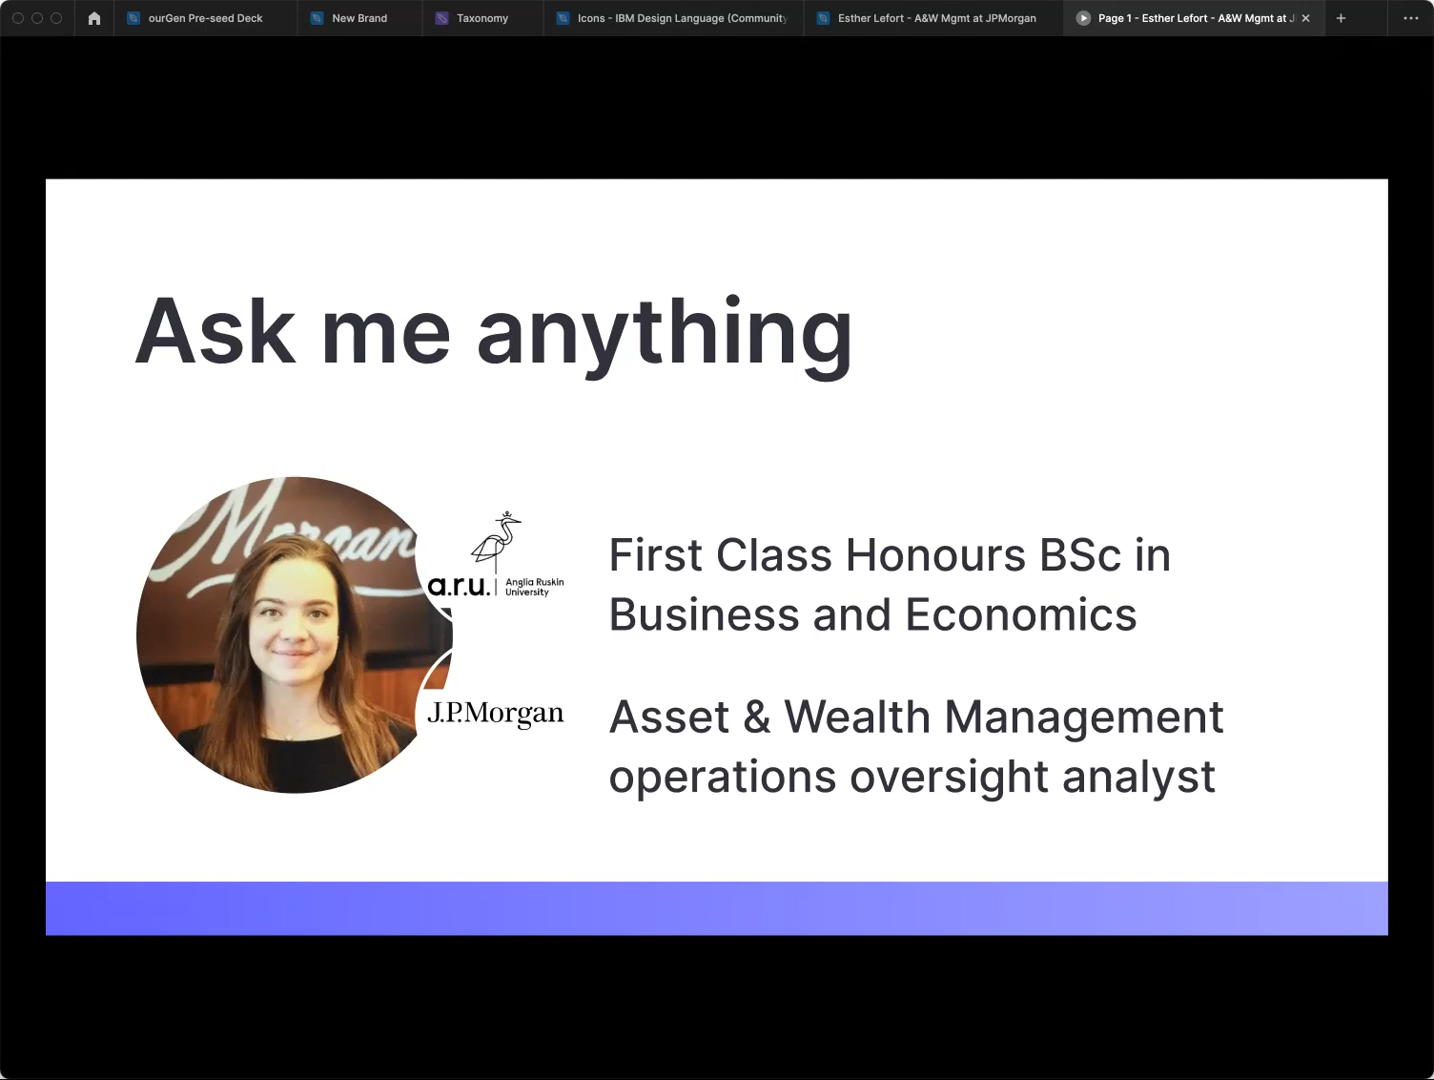 ourGen Pre-seed Deck
New Brand
Taxonomy
Icons - IBM Design Language (Community
Esther Lefort - A&W Mgmt at JPMorgan
Page 1 - Esther Lefort - A&W Mgmt at J
Ask me anything
Morgan
a.r.u.
Anglia Ruskin
University
First Class Honours BSc in
Business and Economics
J.P.Morgan
Asset & Wealth Management
operations oversight analyst